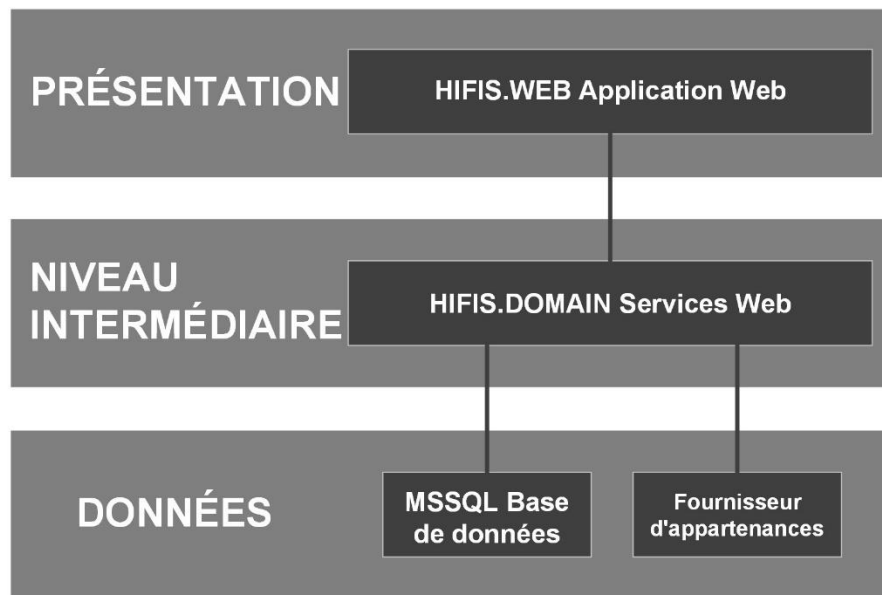 PRÉSENTATION
HIFIS.WEB Application Web
NIVEAU
INTERMÉDIAIRE
HIFIS.DOMAIN Services Web
DONNÉES
MSSQL Base
de données
Fournisseur
d'appartenances